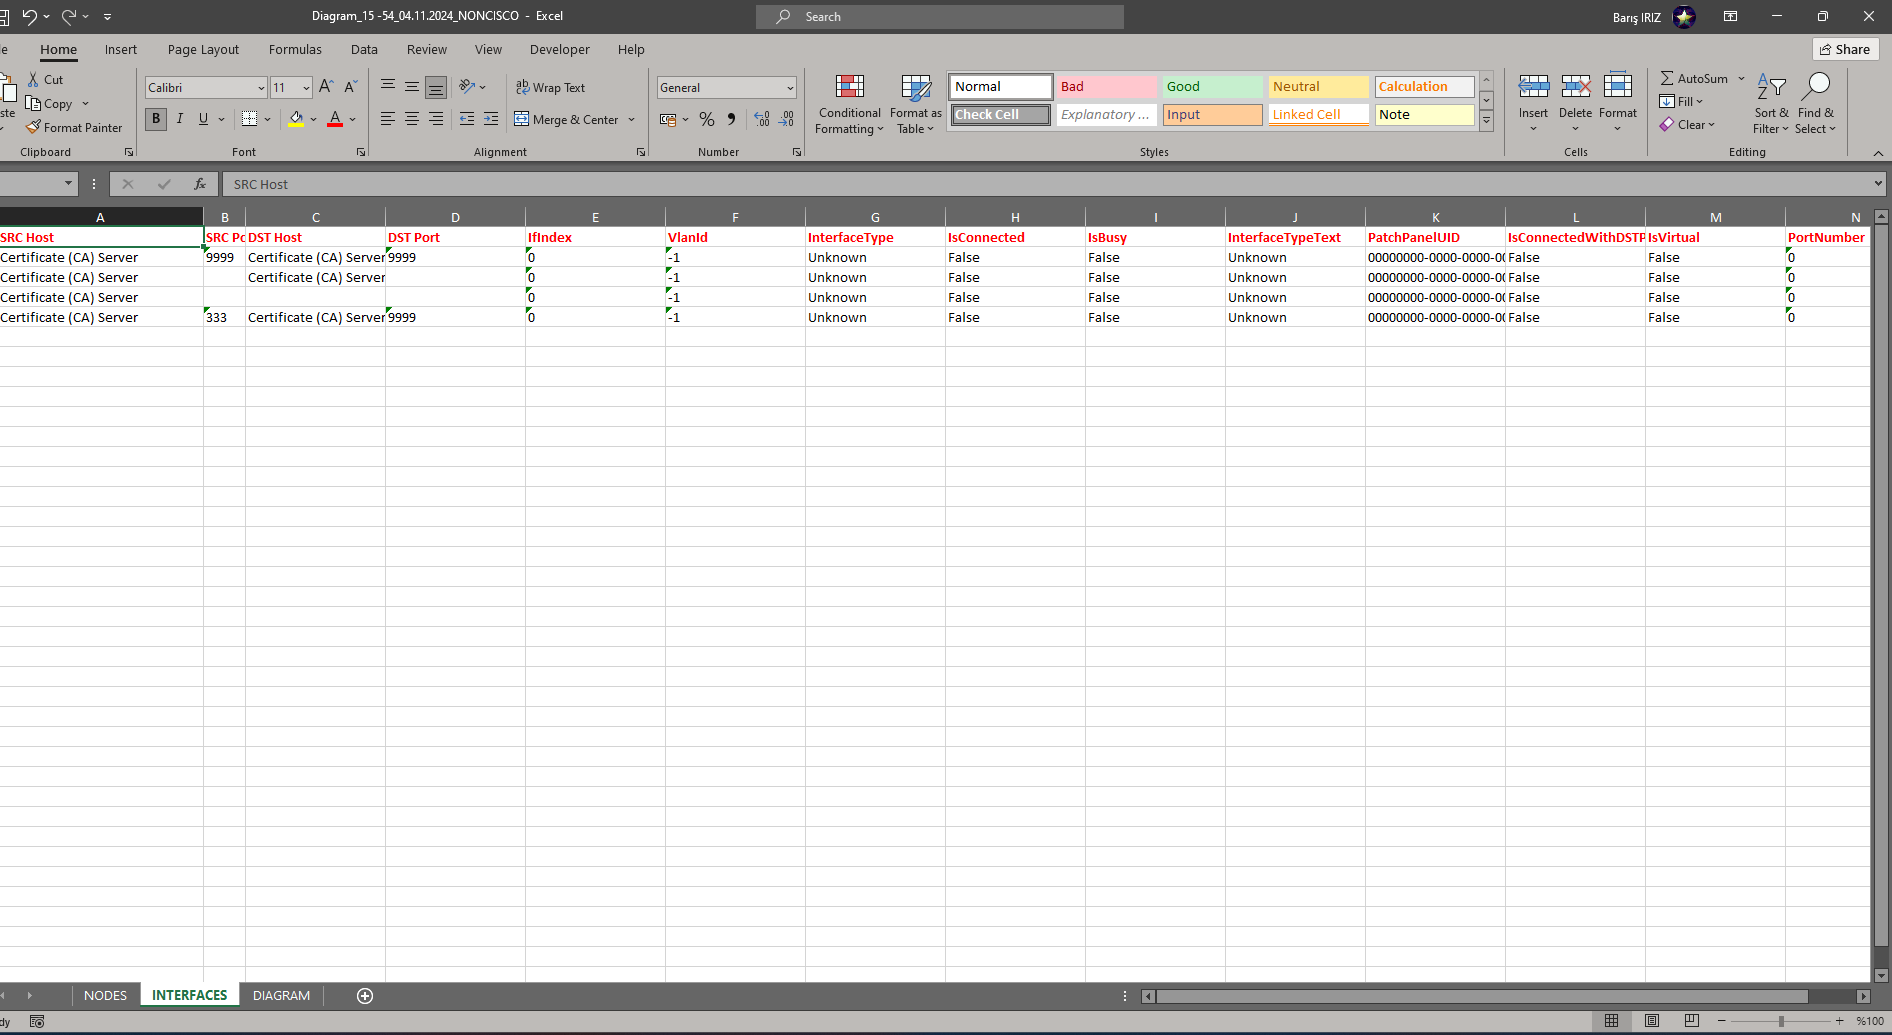 Diagram_15 -54_04.11.2024_NONCISCO - Excel
Search
Barış IRIZ
Home Insert Page Layout Formulas Data Review View Developer Help
Share
Cut
Copy
Format Painter
Clipboard
Calibri 11
B I U
Font
Wrap Text
Merge & Center
Alignment
General
Number
Conditional Formatting
Format as Table
Normal Bad Good Neutral Calculation
Check Cell Explanatory ... Input Linked Cell Note
Styles
Insert Delete Format
Cells
AutoSum
Fill
Clear
Sort & Filter
Find & Select
Editing
fx SRC Host
A B C D E F G H I J K L M N
SRC Host SRC Pc DST Host DST Port IfIndex VlanId InterfaceType IsConnected IsBusy InterfaceTypeText PatchPanelUID IsConnectedWithDSTP IsVirtual PortNumber
Certificate (CA) Server 9999 Certificate (CA) Server 9999 0 -1 Unknown False False Unknown 00000000-0000-0000-00 False False 0
Certificate (CA) Server Certificate (CA) Server 0 -1 Unknown False False Unknown 00000000-0000-0000-00 False False 0
Certificate (CA) Server 0 -1 Unknown False False Unknown 00000000-0000-0000-00 False False 0
Certificate (CA) Server 333 Certificate (CA) Server 9999 0 -1 Unknown False False Unknown 00000000-0000-0000-00 False False 0
NODES INTERFACES DIAGRAM
dy
%100